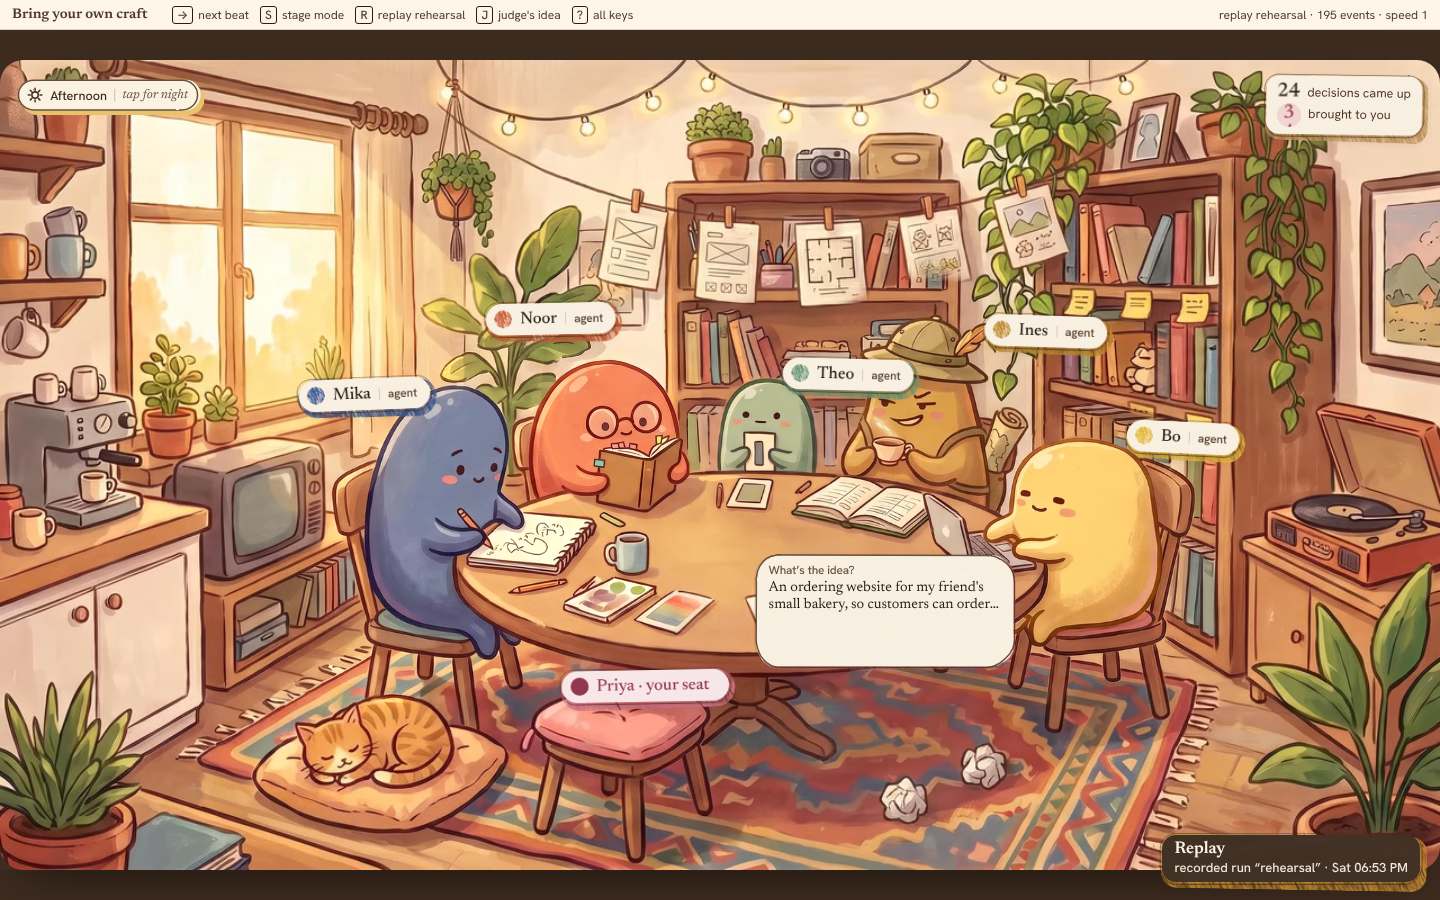 Bring your own craft
→ next beat
S stage mode
R replay rehearsal
J judge's idea
? all keys
replay rehearsal · 195 events · speed 1
Afternoon tap for night
24 decisions came up
3 brought to you
Noor agent
Ines agent
Theo agent
Mika agent
Bo agent
What's the idea?
An ordering website for my friend's
small bakery, so customers can order...
Priya · your seat
Replay
recorded run “rehearsal” · Sat 06:53 PM